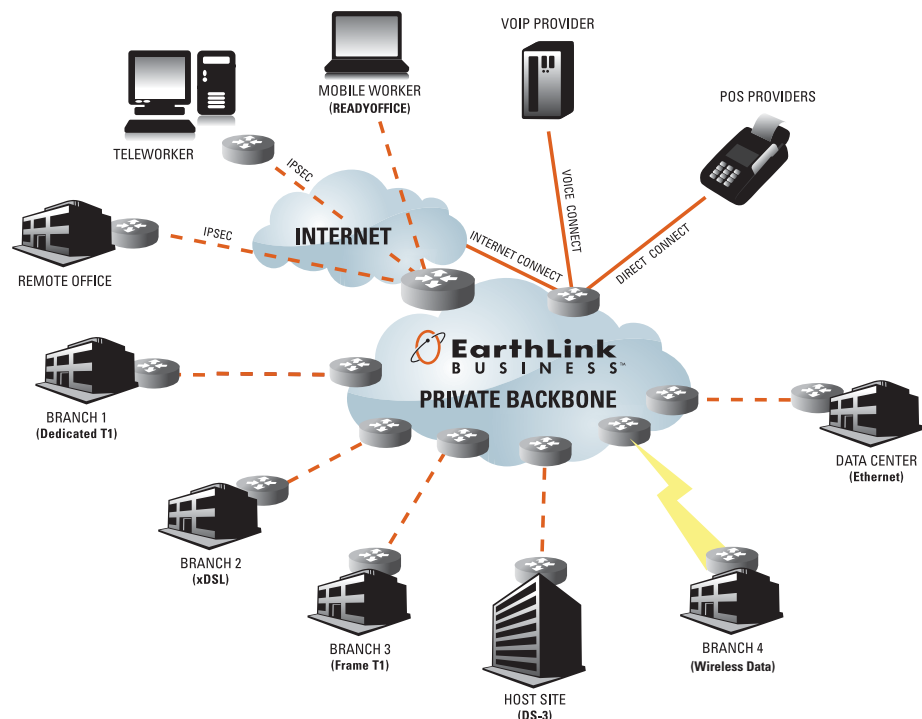 VOIP PROVIDER
MOBILE WORKER
(READYOFFICE)
POS PROVIDERS
TELEWORKER
IPSEC
VOICE CONNECT
IPSEC
INTERNET
INTERNET CONNECT
DIRECT CONNECT
REMOTE OFFICE
EarthLink
BUSINESS™
PRIVATE BACKBONE
BRANCH 1
(Dedicated T1)
DATA CENTER
(Ethernet)
BRANCH 2
(xDSL)
BRANCH 3
(Frame T1)
BRANCH 4
(Wireless Data)
HOST SITE
(DS-3)